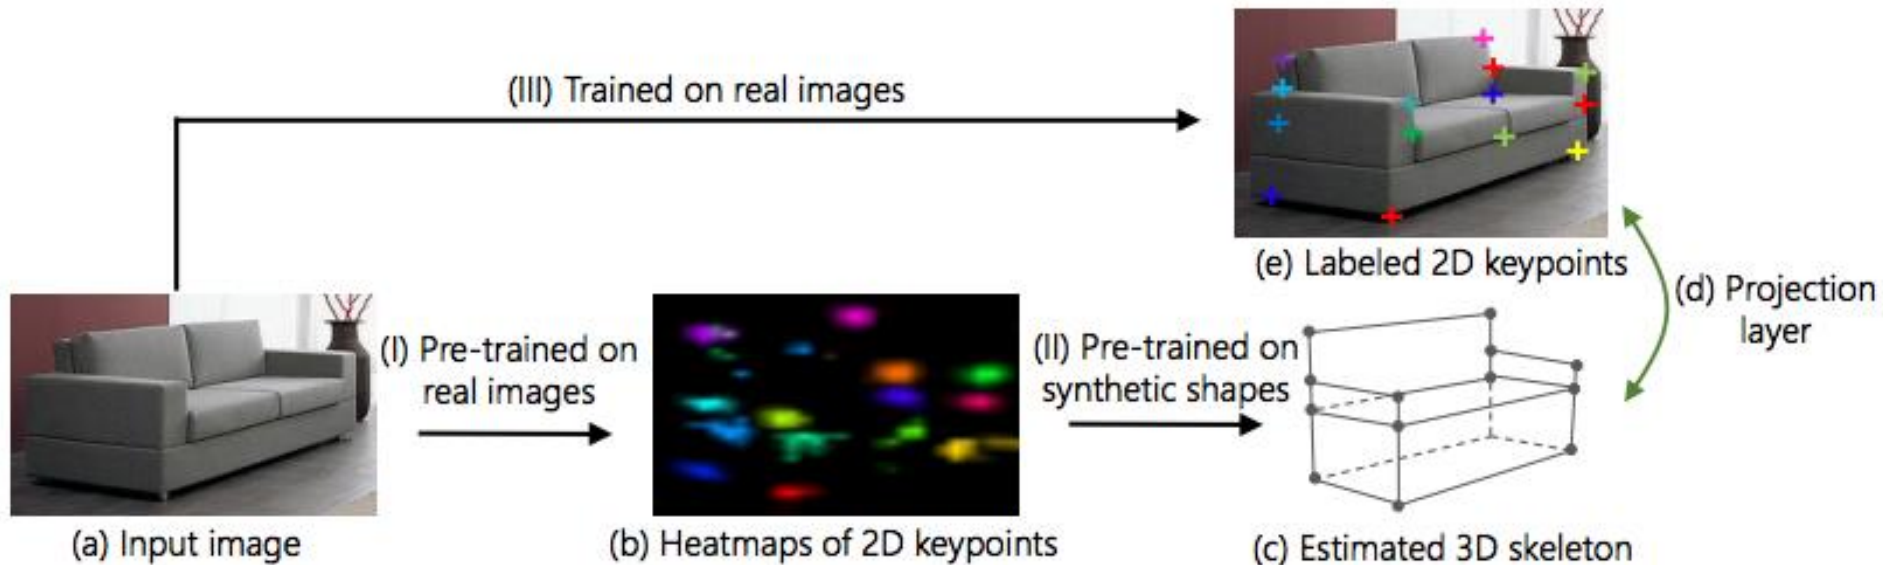 (III) Trained on real images
(e) Labeled 2D keypoints
(d) Projection
layer
(I) Pre-trained on
real images
(II) Pre-trained on
synthetic shapes
(a) Input image
(b) Heatmaps of 2D keypoints
(c) Estimated 3D skeleton